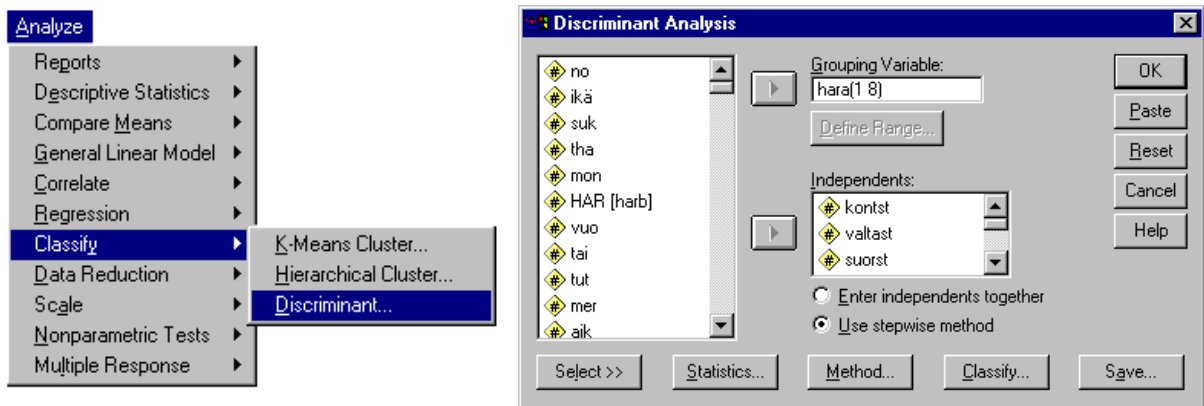 Analyze
Reports
Descriptive Statistics
Compare Means
General Linear Model
Correlate
Regression
Classify
Data Reduction
Scale
Nonparametric Tests
Multiple Response
K-Means Cluster...
Hierarchical Cluster...
Discriminant...
Discriminant Analysis
no
ikä
suk
tha
mon
HAR [harb]
vuo
tai
tut
mer
aik
Grouping Variable:
hara(1 8)
Define Range...
Independents:
kontst
valtast
suorst
Enter independents together
Use stepwise method
OK
Paste
Reset
Cancel
Help
Select >>
Statistics...
Method...
Classify...
Save...